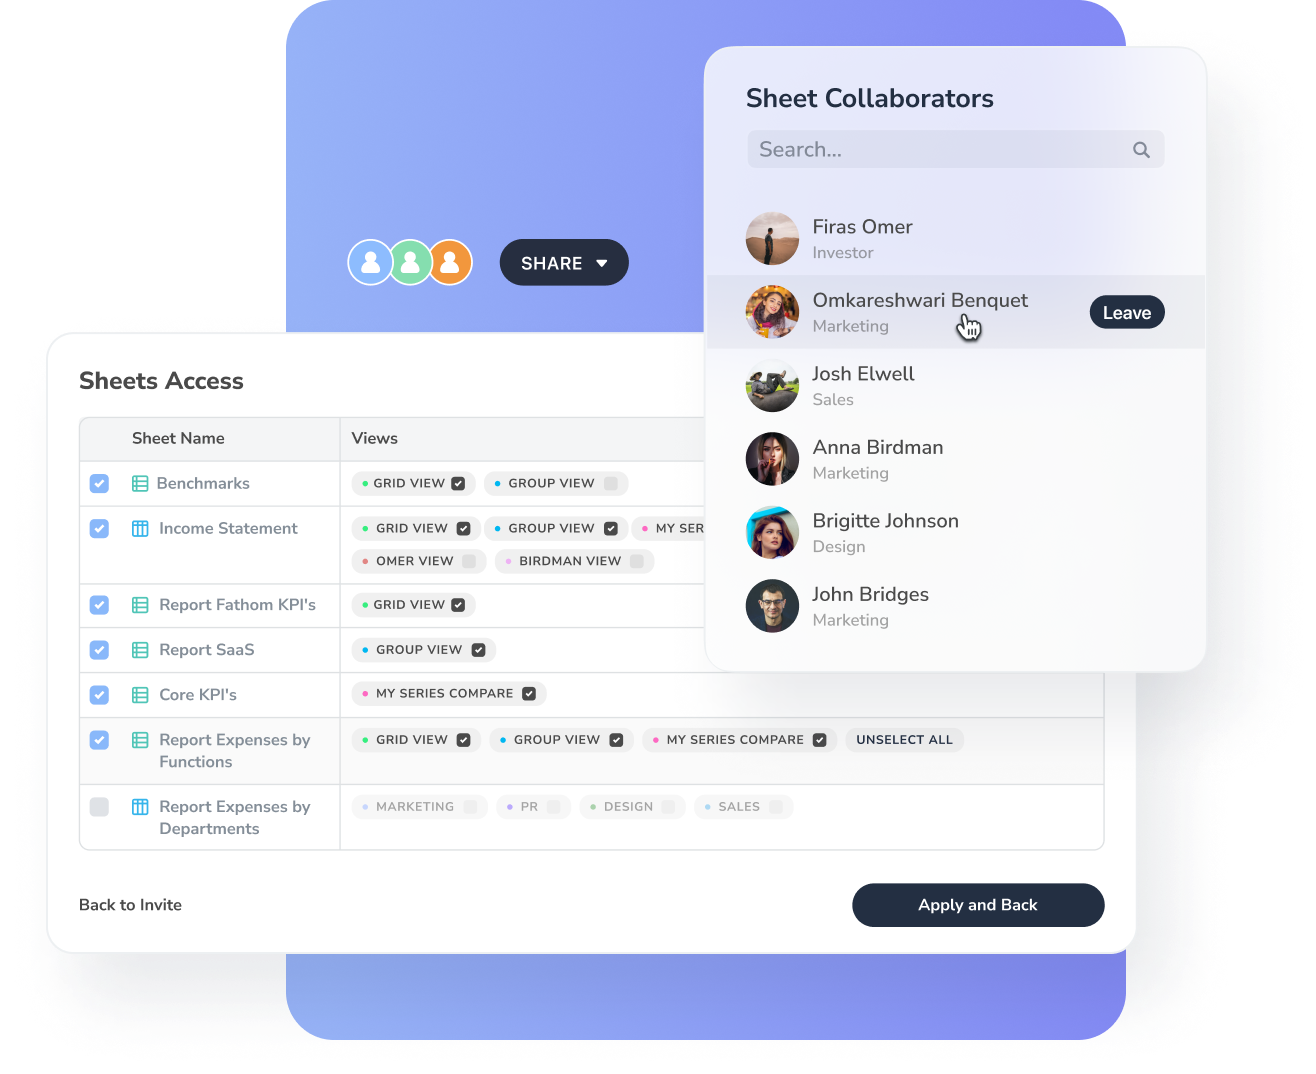 Sheet Collaborators
Search...
Firas Omer
Investor
Omkareshwari Benquet
Marketing
Leave
Josh Elwell
Sales
Anna Birdman
Marketing
Brigitte Johnson
Design
John Bridges
Marketing
SHARE
Sheets Access
Sheet Name Views
Benchmarks GRID VIEW GROUP VIEW
Income Statement GRID VIEW GROUP VIEW MY SER
OMER VIEW BIRDMAN VIEW
Report Fathom KPI's GRID VIEW
Report SaaS GROUP VIEW
Core KPI's MY SERIES COMPARE
Report Expenses by GRID VIEW GROUP VIEW MY SERIES COMPARE UNSELECT ALL
Functions
Report Expenses by MARKETING PR DESIGN SALES
Departments
Back to Invite Apply and Back